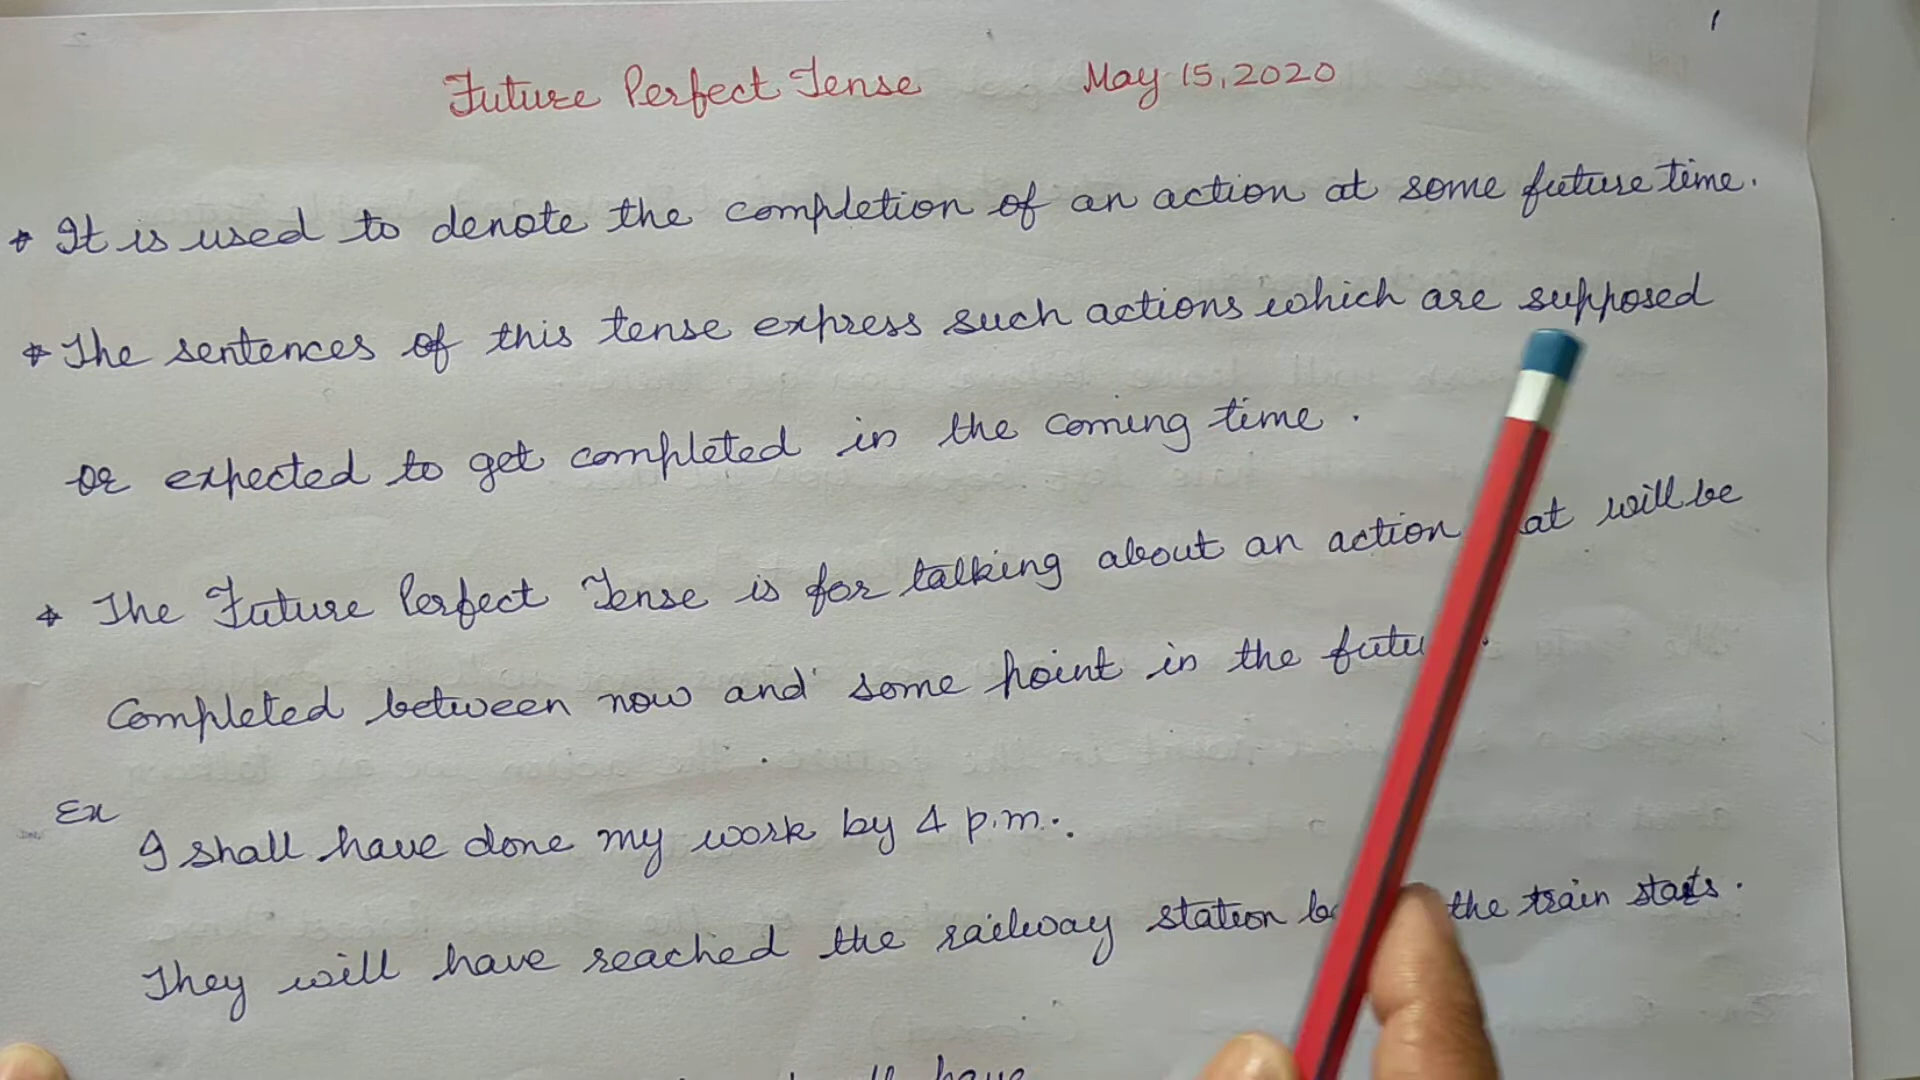 1
Future Perfect Tense May 15, 2020
* It is used to denote the completion of an action at some future time.
* The sentences of this tense express such actions which are supposed
or expected to get completed in the coming time.
* The Future Perfect Tense is for talking about an action at will be
Completed between now and some point in the futu
Ex
I shall have done my work by 4 p.m.
They will have reached the railway station the train starts.
have